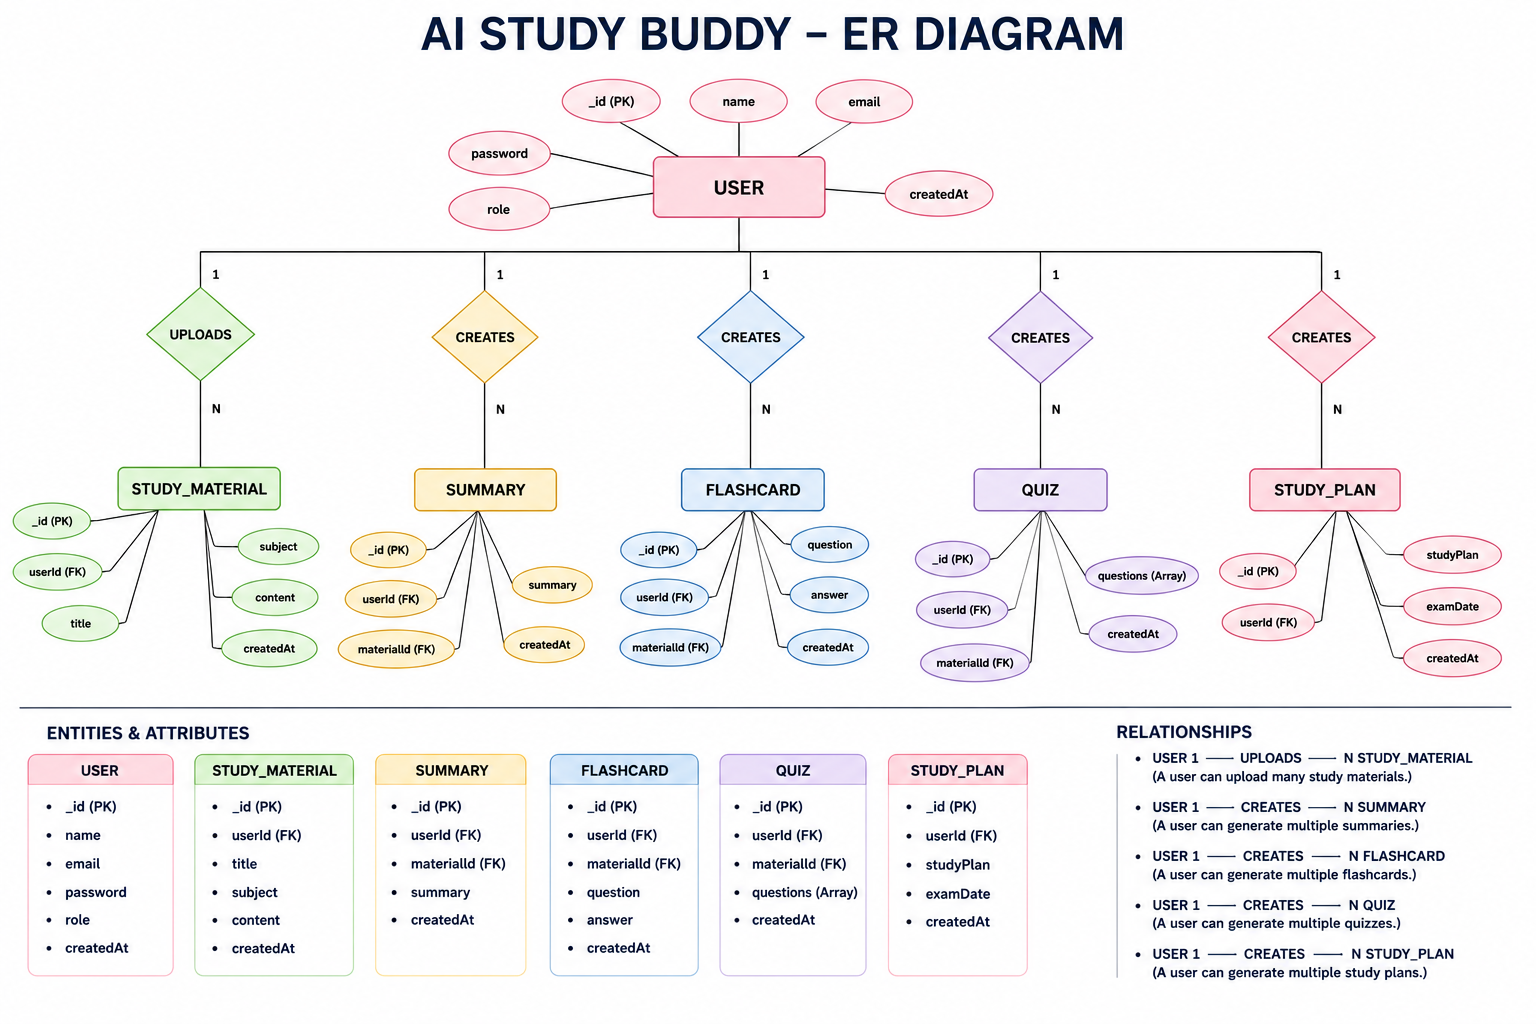 AI STUDY BUDDY – ER DIAGRAM
_id (PK)
name
email
password
role
createdAt
USER
1
1
1
1
1
UPLOADS
CREATES
CREATES
CREATES
CREATES
N
N
N
N
N
STUDY_MATERIAL
_id (PK)
userId (FK)
title
subject
content
createdAt
SUMMARY
_id (PK)
userId (FK)
materialId (FK)
summary
createdAt
FLASHCARD
_id (PK)
userId (FK)
materialId (FK)
question
answer
createdAt
QUIZ
_id (PK)
userId (FK)
materialId (FK)
questions (Array)
createdAt
STUDY_PLAN
_id (PK)
userId (FK)
studyPlan
examDate
createdAt
ENTITIES & ATTRIBUTES
USER
• _id (PK)
• name
• email
• password
• role
• createdAt
STUDY_MATERIAL
• _id (PK)
• userId (FK)
• title
• subject
• content
• createdAt
SUMMARY
• _id (PK)
• userId (FK)
• materialId (FK)
• summary
• createdAt
FLASHCARD
• _id (PK)
• userId (FK)
• materialId (FK)
• question
• answer
• createdAt
QUIZ
• _id (PK)
• userId (FK)
• materialId (FK)
• questions (Array)
• createdAt
STUDY_PLAN
• _id (PK)
• userId (FK)
• studyPlan
• examDate
• createdAt
RELATIONSHIPS
• USER 1 —— UPLOADS —— N STUDY_MATERIAL
(A user can upload many study materials.)
• USER 1 —— CREATES —— N SUMMARY
(A user can generate multiple summaries.)
• USER 1 —— CREATES —— N FLASHCARD
(A user can generate multiple flashcards.)
• USER 1 —— CREATES —— N QUIZ
(A user can generate multiple quizzes.)
• USER 1 —— CREATES —— N STUDY_PLAN
(A user can generate multiple study plans.)